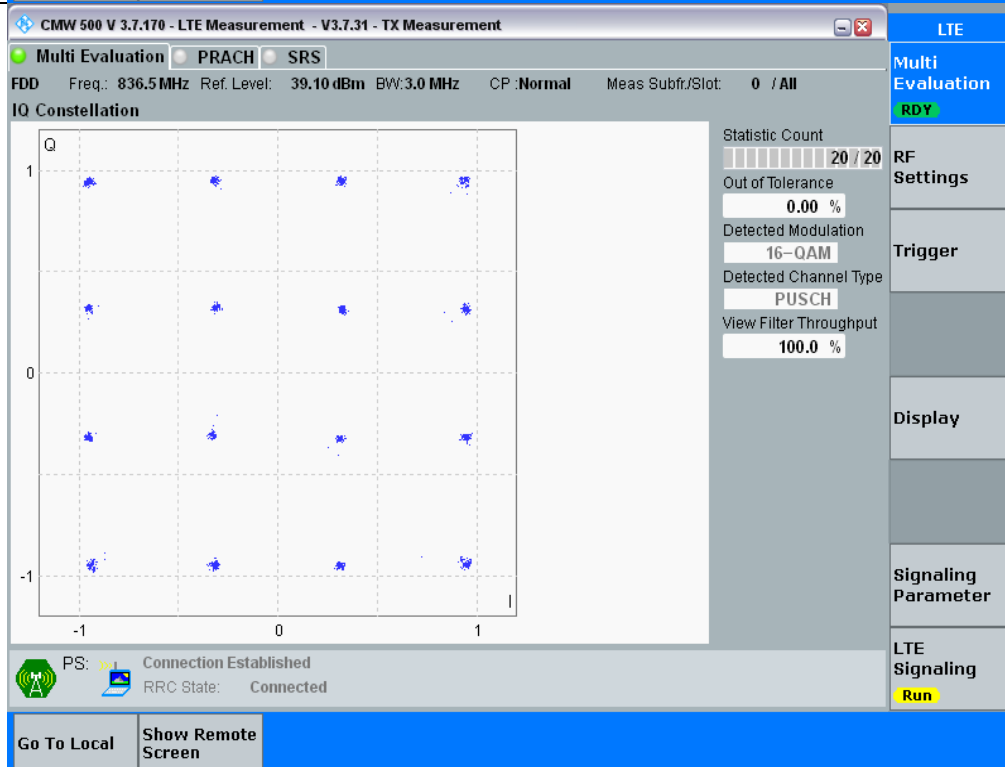 CMW 500 V 3.7.170 - LTE Measurement - V3.7.31 - TX Measurement
LTE
Multi Evaluation PRACH SRS
FDD Freq.: 836.5 MHz Ref. Level: 39.10 dBm BW:3.0 MHz CP :Normal Meas Subfr./Slot: 0 / All
IQ Constellation
Q
1
0
-1
-1 0 1
I
Statistic Count
20 / 20
Out of Tolerance
0.00 %
Detected Modulation
16-QAM
Detected Channel Type
PUSCH
View Filter Throughput
100.0 %
Multi
Evaluation
RDY
RF
Settings
Trigger
Display
Signaling
Parameter
LTE
Signaling
Run
PS: Connection Established
RRC State: Connected
Go To Local
Show Remote
Screen